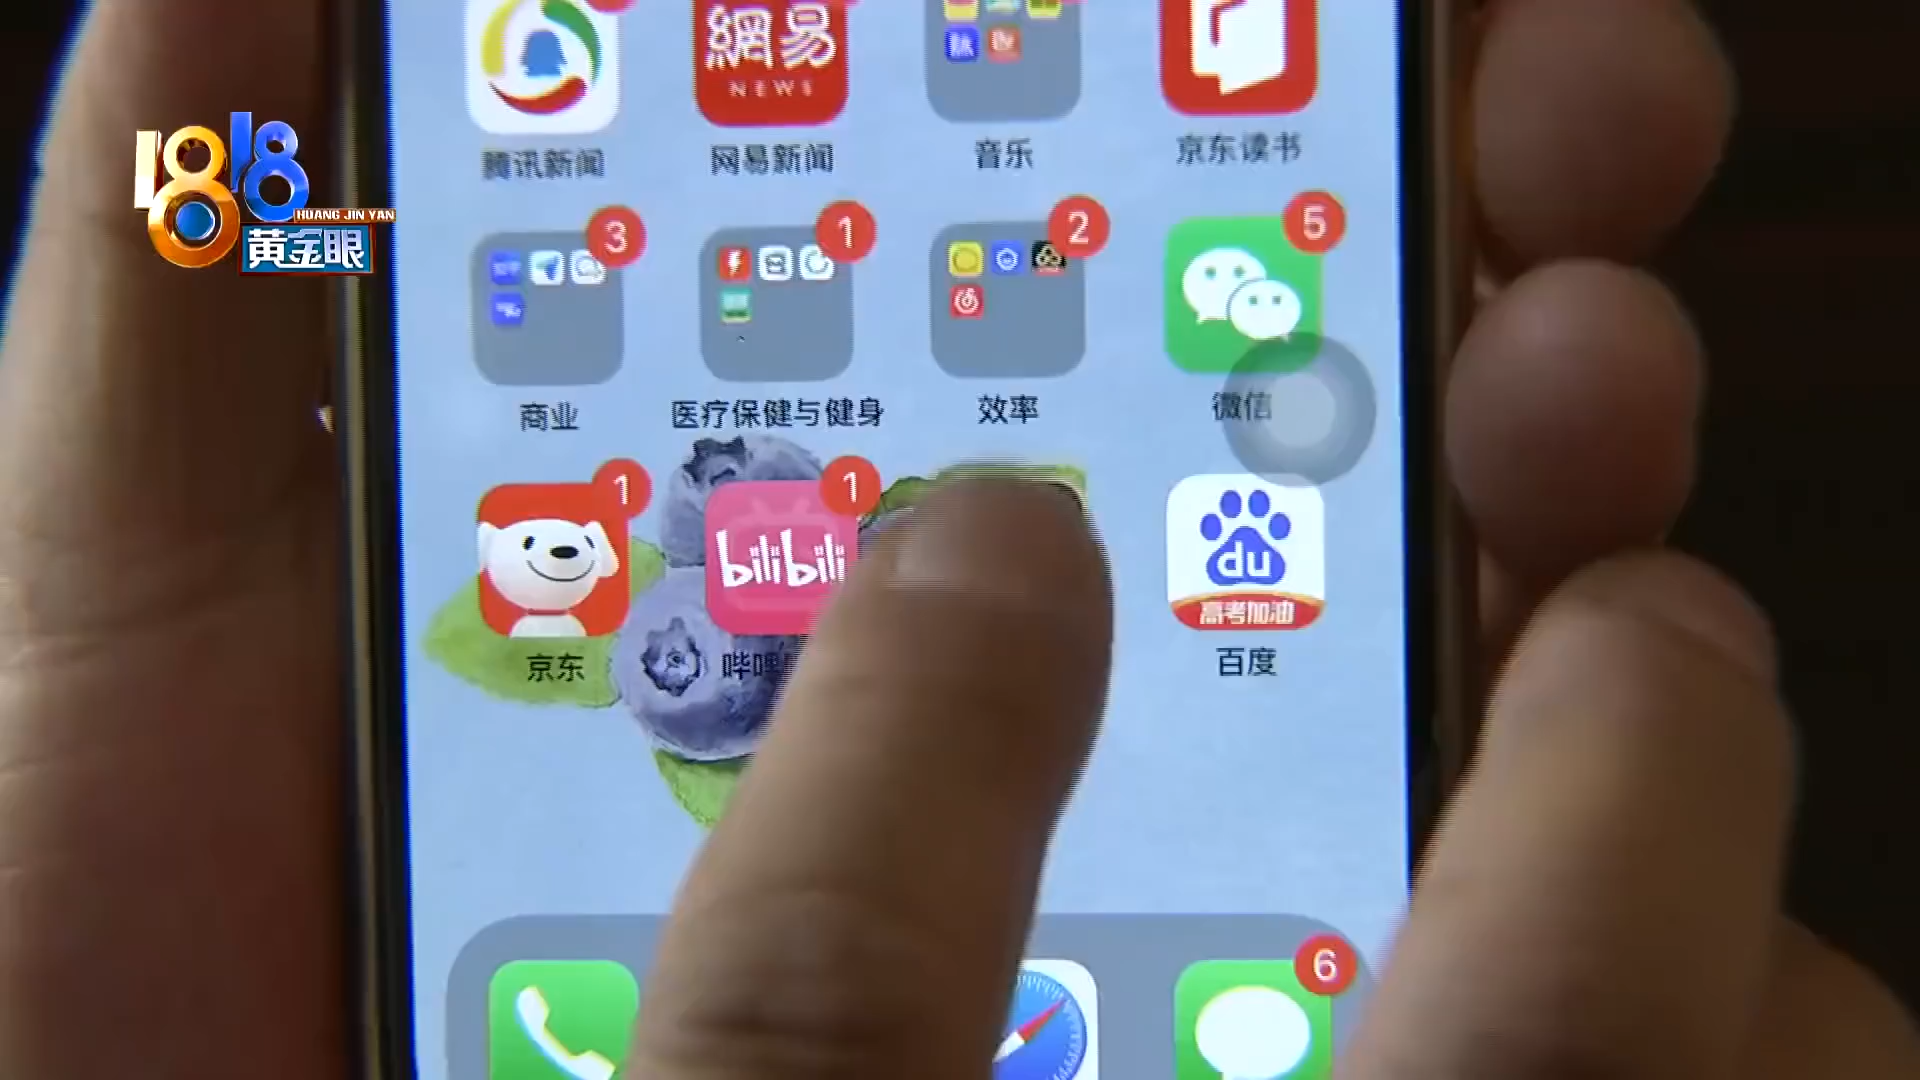 網易
NEWS
腾讯新闻
网易新闻
音乐
京东读书
1818
HUANG JIN YAN
黄金眼
3
1
2
5
商业
医疗保健与健身
效率
微信
1
1
bilibili
du
高考加油
京东
哔哩
百度
6